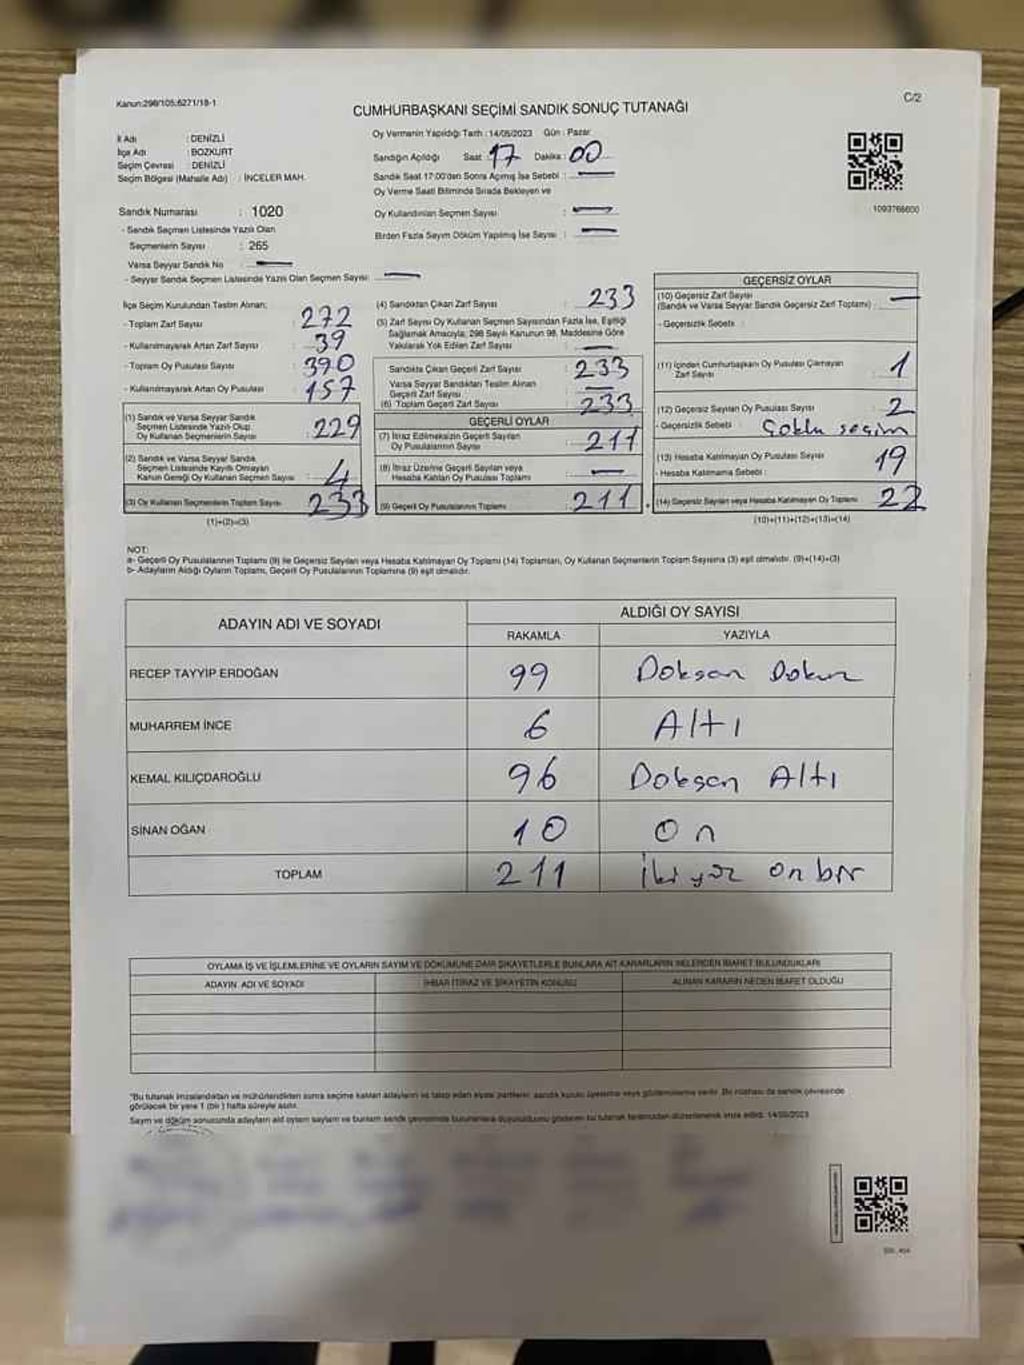 Kanun:298/105;6271/18-1
C/2
CUMHURBAŞKANI SEÇİMİ SANDIK SONUÇ TUTANAĞI
İl Adı : DENİZLİ
İlçe Adı : BOZKURT
Seçim Çevresi : DENİZLİ
Seçim Bölgesi (Mahalle Adı) : İNCELER MAH.
Sandık Numarası : 1020
- Sandık Seçmen Listesinde Yazılı Olan
Seçmenlerin Sayısı : 265
Varsa Seyyar Sandık No : —
- Seyyar Sandık Seçmen Listesinde Yazılı Olan Seçmen Sayısı: —
Oy Vermenin Yapıldığı Tarih : 14/05/2023 Gün : Pazar
Sandığın Açıldığı Saat : 17 Dakika : 00
Sandık Saat 17:00'den Sonra Açılmış İse Sebebi : —
Oy Verme Saati Bitiminde Sırada Bekleyen ve
Oy Kullandırılan Seçmen Sayısı : —
Birden Fazla Sayım Döküm Yapılmış İse Sayısı : —
1093766600
İlçe Seçim Kurulundan Teslim Alınan;
- Toplam Zarf Sayısı : 272
- Kullanılmayarak Artan Zarf Sayısı : 39
- Toplam Oy Pusulası Sayısı : 390
- Kullanılmayarak Artan Oy Pusulası : 157
(1) Sandık ve Varsa Seyyar Sandık
Seçmen Listesinde Yazılı Olup
Oy Kullanan Seçmenlerin Sayısı : 229
(2) Sandık ve Varsa Seyyar Sandık
Seçmen Listesinde Kayıtlı Olmayan
Kanun Gereği Oy Kullanan Seçmen Sayısı : 4
(3) Oy Kullanan Seçmenlerin Toplam Sayısı : 233
(1)+(2)=(3)
(4) Sandıktan Çıkan Zarf Sayısı : 233
(5) Zarf Sayısı Oy Kullanan Seçmen Sayısından Fazla İse, Eşitliği
Sağlamak Amacıyla; 298 Sayılı Kanunun 98. Maddesine Göre
Yakılarak Yok Edilen Zarf Sayısı : —
Sandıkta Çıkan Geçerli Zarf Sayısı : 233
Varsa Seyyar Sandıktan Teslim Alınan
Geçerli Zarf Sayısı : —
(6) Toplam Geçerli Zarf Sayısı : 233
GEÇERLİ OYLAR
(7) İtiraz Edilmeksizin Geçerli Sayılan
Oy Pusulalarının Sayısı : 211
(8) İtiraz Üzerine Geçerli Sayılan veya
Hesaba Katılan Oy Pusulası Toplamı : —
(9) Geçerli Oy Pusulalarının Toplamı : 211
GEÇERSİZ OYLAR
(10) Geçersiz Zarf Sayısı
(Sandık ve Varsa Seyyar Sandık Geçersiz Zarf Toplamı) : —
- Geçersizlik Sebebi :
(11) İçinden Cumhurbaşkanı Oy Pusulası Çıkmayan
Zarf Sayısı : 1
(12) Geçersiz Sayılan Oy Pusulası Sayısı : 2
- Geçersizlik Sebebi : Çoklu seçim
(13) Hesaba Katılmayan Oy Pusulası Sayısı : 19
- Hesaba Katılmama Sebebi :
(14) Geçersiz Sayılan veya Hesaba Katılmayan Oy Toplamı : 22
(10)+(11)+(12)+(13)=(14)
NOT:
a- Geçerli Oy Pusulalarının Toplamı (9) ile Geçersiz Sayılan veya Hesaba Katılmayan Oy Toplamı (14) Toplamları, Oy Kullanan Seçmenlerin Toplam Sayısına (3) eşit olmalıdır. (9)+(14)=(3)
b- Adayların Aldığı Oyların Toplamı, Geçerli Oy Pusulalarının Toplamına (9) eşit olmalıdır.
ADAYIN ADI VE SOYADI ALDIĞI OY SAYISI
RAKAMLA YAZIYLA
RECEP TAYYİP ERDOĞAN 99 Doksan Dokuz
MUHARREM İNCE 6 Altı
KEMAL KILIÇDAROĞLU 96 Doksan Altı
SİNAN OĞAN 10 On
TOPLAM 211 İki yüz on bir
OYLAMA İŞ VE İŞLEMLERİNE VE OYLARIN SAYIM VE DÖKÜMÜNE DAİR ŞİKAYETLERLE BUNLARA AİT KARARLARIN NELERDEN İBARET BULUNDUKLARI
ADAYIN ADI VE SOYADI İHBAR İTİRAZ VE ŞİKAYETİN KONUSU ALINAN KARARIN NEDEN İBARET OLDUĞU
"Bu tutanak imzalandıktan ve mühürlendikten sonra seçime katılan adayların ve talep eden siyasi partilerin sandık kurulu üyelerine veya gözlemcilerine verilir. Bu nüshası da sandık çevresinde
görülecek bir yere 1 (bir) hafta süreyle asılır.
Sayım ve döküm sonucunda adayların aldığı oyların sayısını ve bunların sandık çevresinde bulunanlara duyurulduğunu gösteren bu tutanak tarafımızdan düzenlenerek imza edildi. 14/05/2023